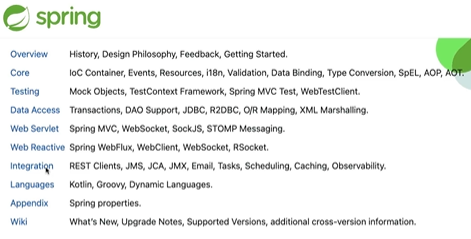 spring
Overview History, Design Philosophy, Feedback, Getting Started.
Core IoC Container, Events, Resources, i18n, Validation, Data Binding, Type Conversion, SpEL, AOP, AOT.
Testing Mock Objects, TestContext Framework, Spring MVC Test, WebTestClient.
Data Access Transactions, DAO Support, JDBC, R2DBC, O/R Mapping, XML Marshalling.
Web Servlet Spring MVC, WebSocket, SockJS, STOMP Messaging.
Web Reactive Spring WebFlux, WebClient, WebSocket, RSocket.
Integration REST Clients, JMS, JCA, JMX, Email, Tasks, Scheduling, Caching, Observability.
Languages Kotlin, Groovy, Dynamic Languages.
Appendix Spring properties.
Wiki What's New, Upgrade Notes, Supported Versions, additional cross-version information.